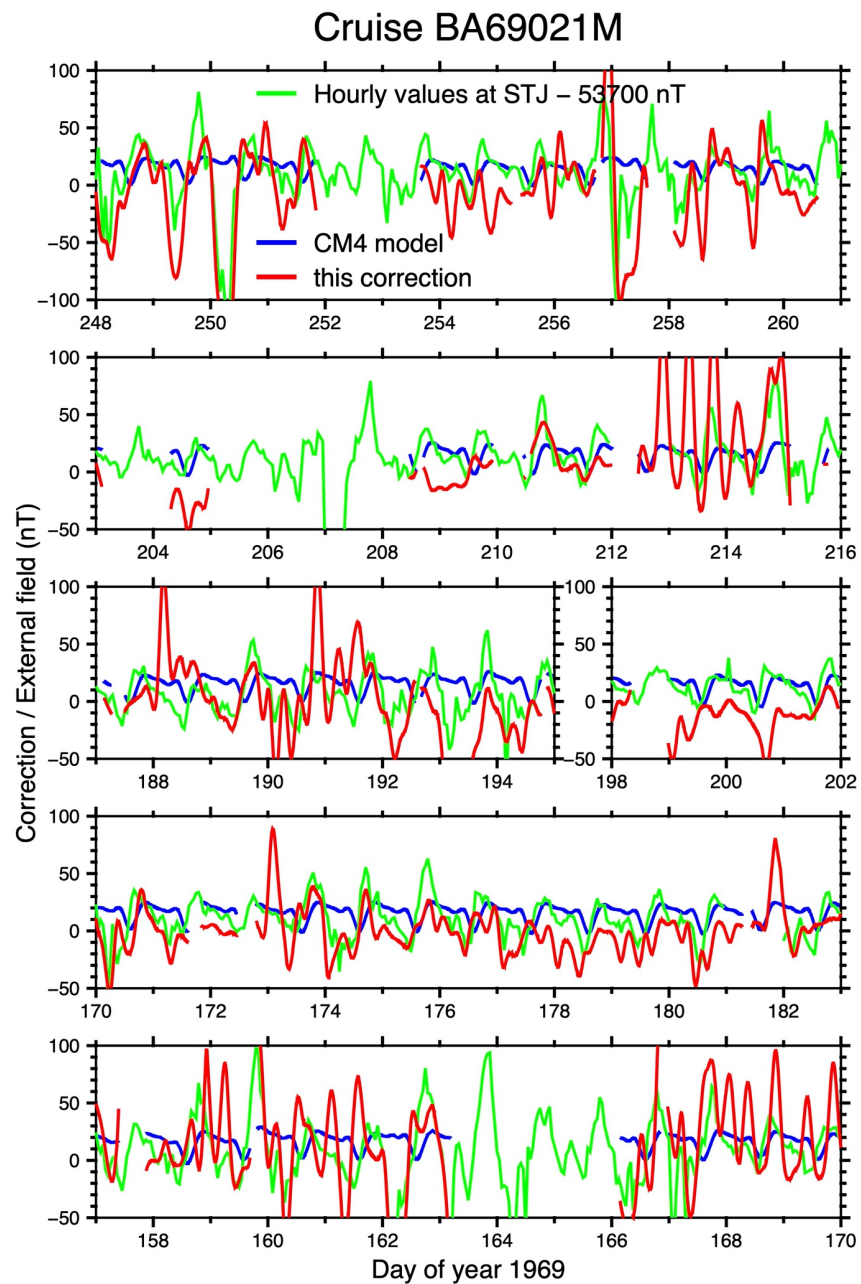 Cruise BA69021M
Hourly values at STJ − 53700 nT
CM4 model
this correction
100
50
0
−50
−100
248 250 252 254 256 258 260
100
50
0
−50
204 206 208 210 212 214 216
100
50
0
−50
188 190 192 194
100
50
0
−50
198 200 202
100
50
0
−50
170 172 174 176 178 180 182
100
50
0
−50
158 160 162 164 166 168 170
Correction / External field (nT)
Day of year 1969